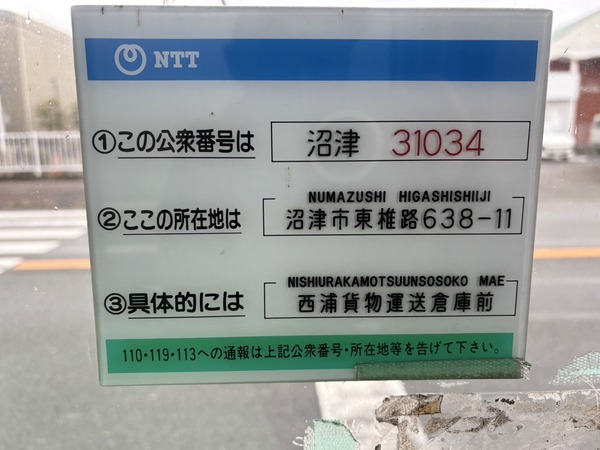 NTT
①この公衆番号は 沼津 31034
NUMAZUSHI HIGASHISHIIJI
②ここの所在地は 沼津市東椎路638-11
NISHIURAKAMOTSUUNSOSOKO MAE
③具体的には 西浦貨物運送倉庫前
110・119・113への通報は上記公衆番号・所在地等を告げて下さい。